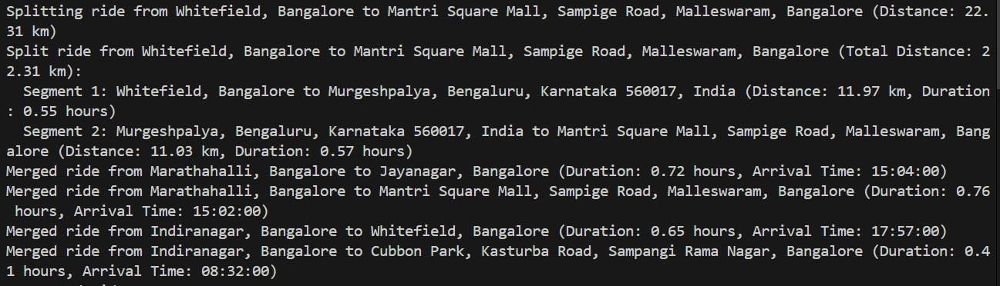 Splitting ride from Whitefield, Bangalore to Mantri Square Mall, Sampige Road, Malleswaram, Bangalore (Distance: 22.
31 km)
Split ride from Whitefield, Bangalore to Mantri Square Mall, Sampige Road, Malleswaram, Bangalore (Total Distance: 2
2.31 km):
  Segment 1: Whitefield, Bangalore to Murgeshpalya, Bengaluru, Karnataka 560017, India (Distance: 11.97 km, Duration
: 0.55 hours)
  Segment 2: Murgeshpalya, Bengaluru, Karnataka 560017, India to Mantri Square Mall, Sampige Road, Malleswaram, Bang
alore (Distance: 11.03 km, Duration: 0.57 hours)
Merged ride from Marathahalli, Bangalore to Jayanagar, Bangalore (Duration: 0.72 hours, Arrival Time: 15:04:00)
Merged ride from Marathahalli, Bangalore to Mantri Square Mall, Sampige Road, Malleswaram, Bangalore (Duration: 0.76
 hours, Arrival Time: 15:02:00)
Merged ride from Indiranagar, Bangalore to Whitefield, Bangalore (Duration: 0.65 hours, Arrival Time: 17:57:00)
Merged ride from Indiranagar, Bangalore to Cubbon Park, Kasturba Road, Sampangi Rama Nagar, Bangalore (Duration: 0.4
1 hours, Arrival Time: 08:32:00)